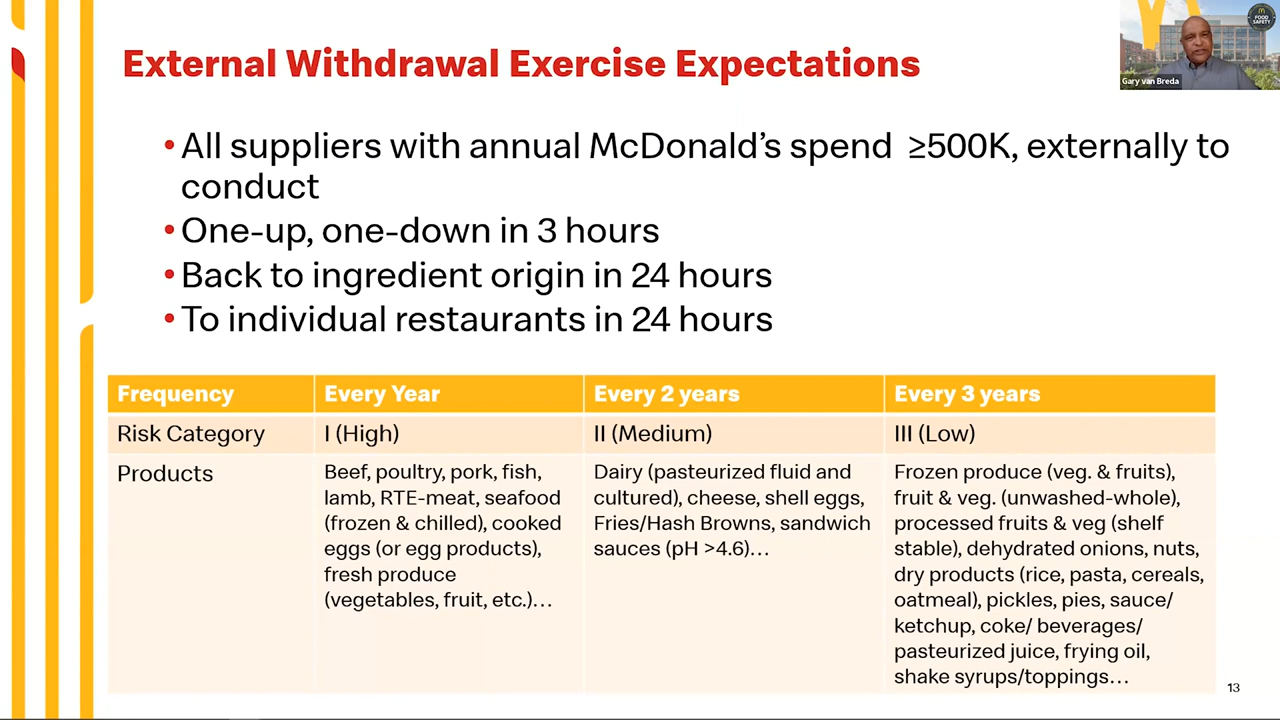 External Withdrawal Exercise Expectations
FOOD
SAFETY
Gary van Breda
•All suppliers with annual McDonald's spend ≥500K, externally to
conduct
•One-up, one-down in 3 hours
•Back to ingredient origin in 24 hours
•To individual restaurants in 24 hours
Frequency
Every Year
Every 2 years
Every 3 years
Risk Category
I (High)
II (Medium)
III (Low)
Products
Beef, poultry, pork, fish,
lamb, RTE-meat, seafood
(frozen & chilled), cooked
eggs (or egg products),
fresh produce
(vegetables, fruit, etc.)...
Dairy (pasteurized fluid and
cultured), cheese, shell eggs,
Fries/Hash Browns, sandwich
sauces (pH >4.6)...
Frozen produce (veg. & fruits),
fruit & veg. (unwashed-whole),
processed fruits & veg (shelf
stable), dehydrated onions, nuts,
dry products (rice, pasta, cereals,
oatmeal), pickles, pies, sauce/
ketchup, coke/ beverages/
pasteurized juice, frying oil,
shake syrups/toppings...
13